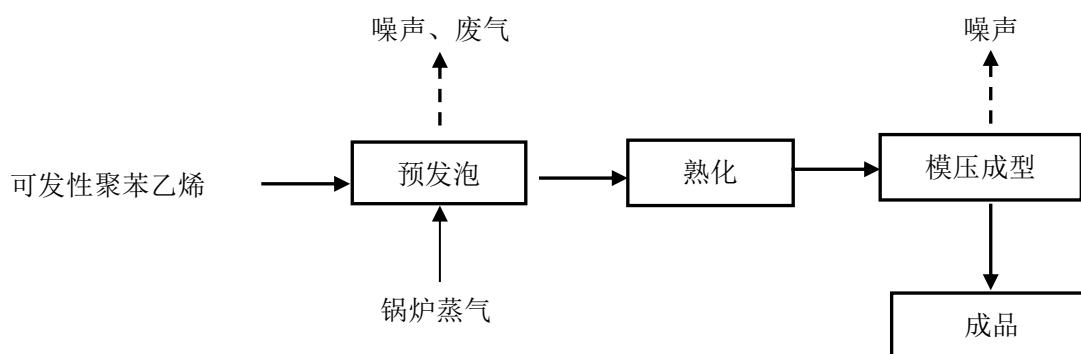 噪声、废气
噪声
可发性聚苯乙烯
预发泡
熟化
模压成型
锅炉蒸气
成品